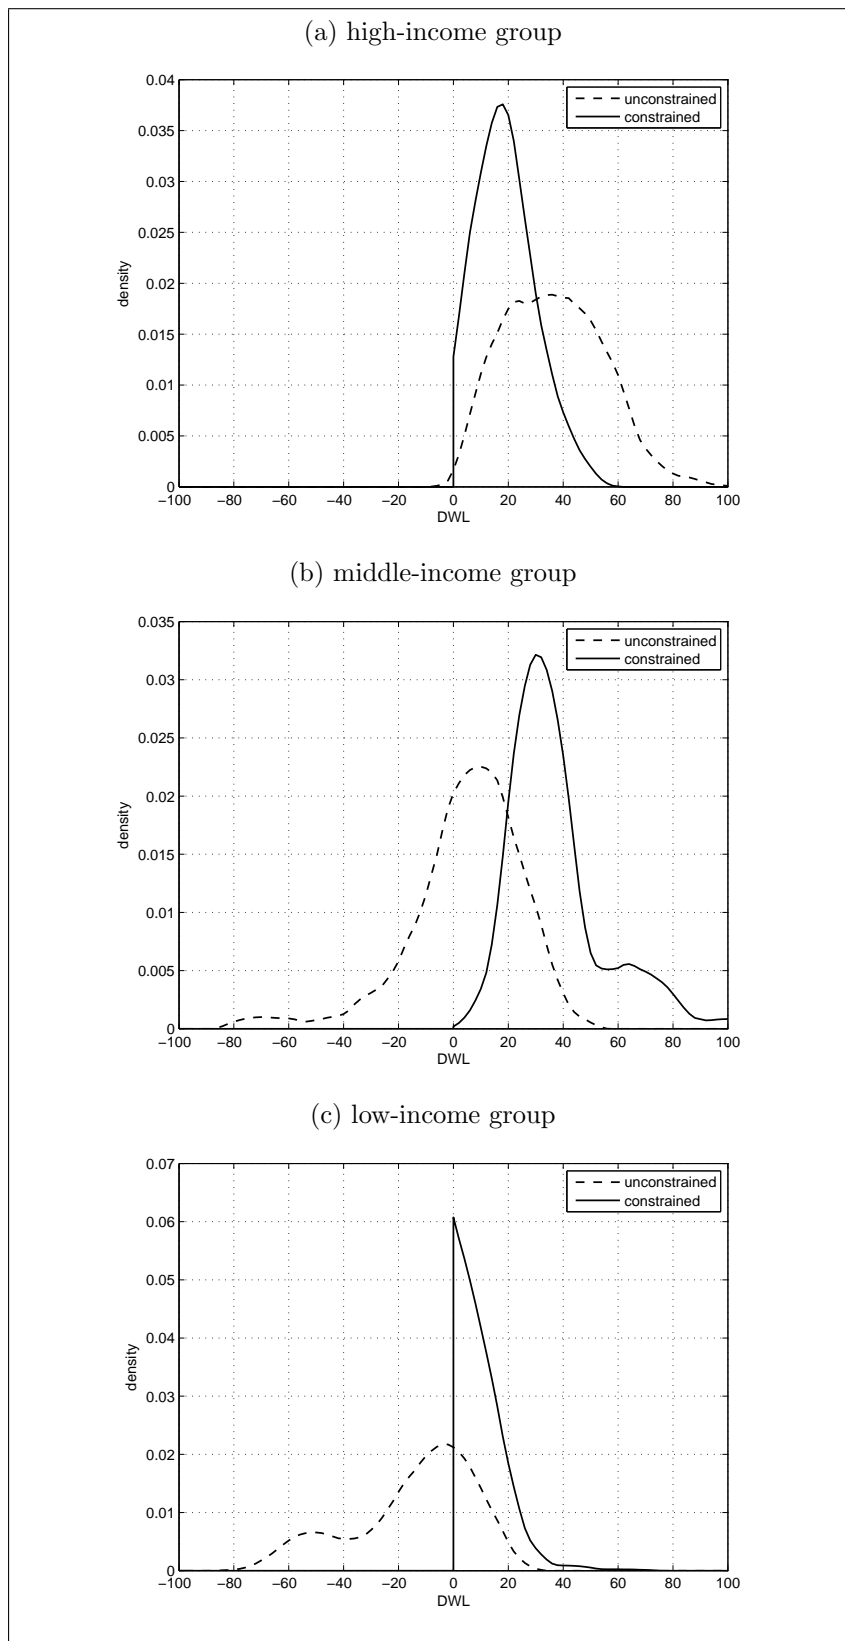 (a) high-income group
0.04
0.035
0.03
0.025
0.02
0.015
0.01
0.005
0
density
unconstrained
constrained
−100 −80 −60 −40 −20 0 20 40 60 80 100
DWL
(b) middle-income group
0.035
0.03
0.025
0.02
0.015
0.01
0.005
0
density
unconstrained
constrained
−100 −80 −60 −40 −20 0 20 40 60 80 100
DWL
(c) low-income group
0.07
0.06
0.05
0.04
0.03
0.02
0.01
0
density
unconstrained
constrained
−100 −80 −60 −40 −20 0 20 40 60 80 100
DWL